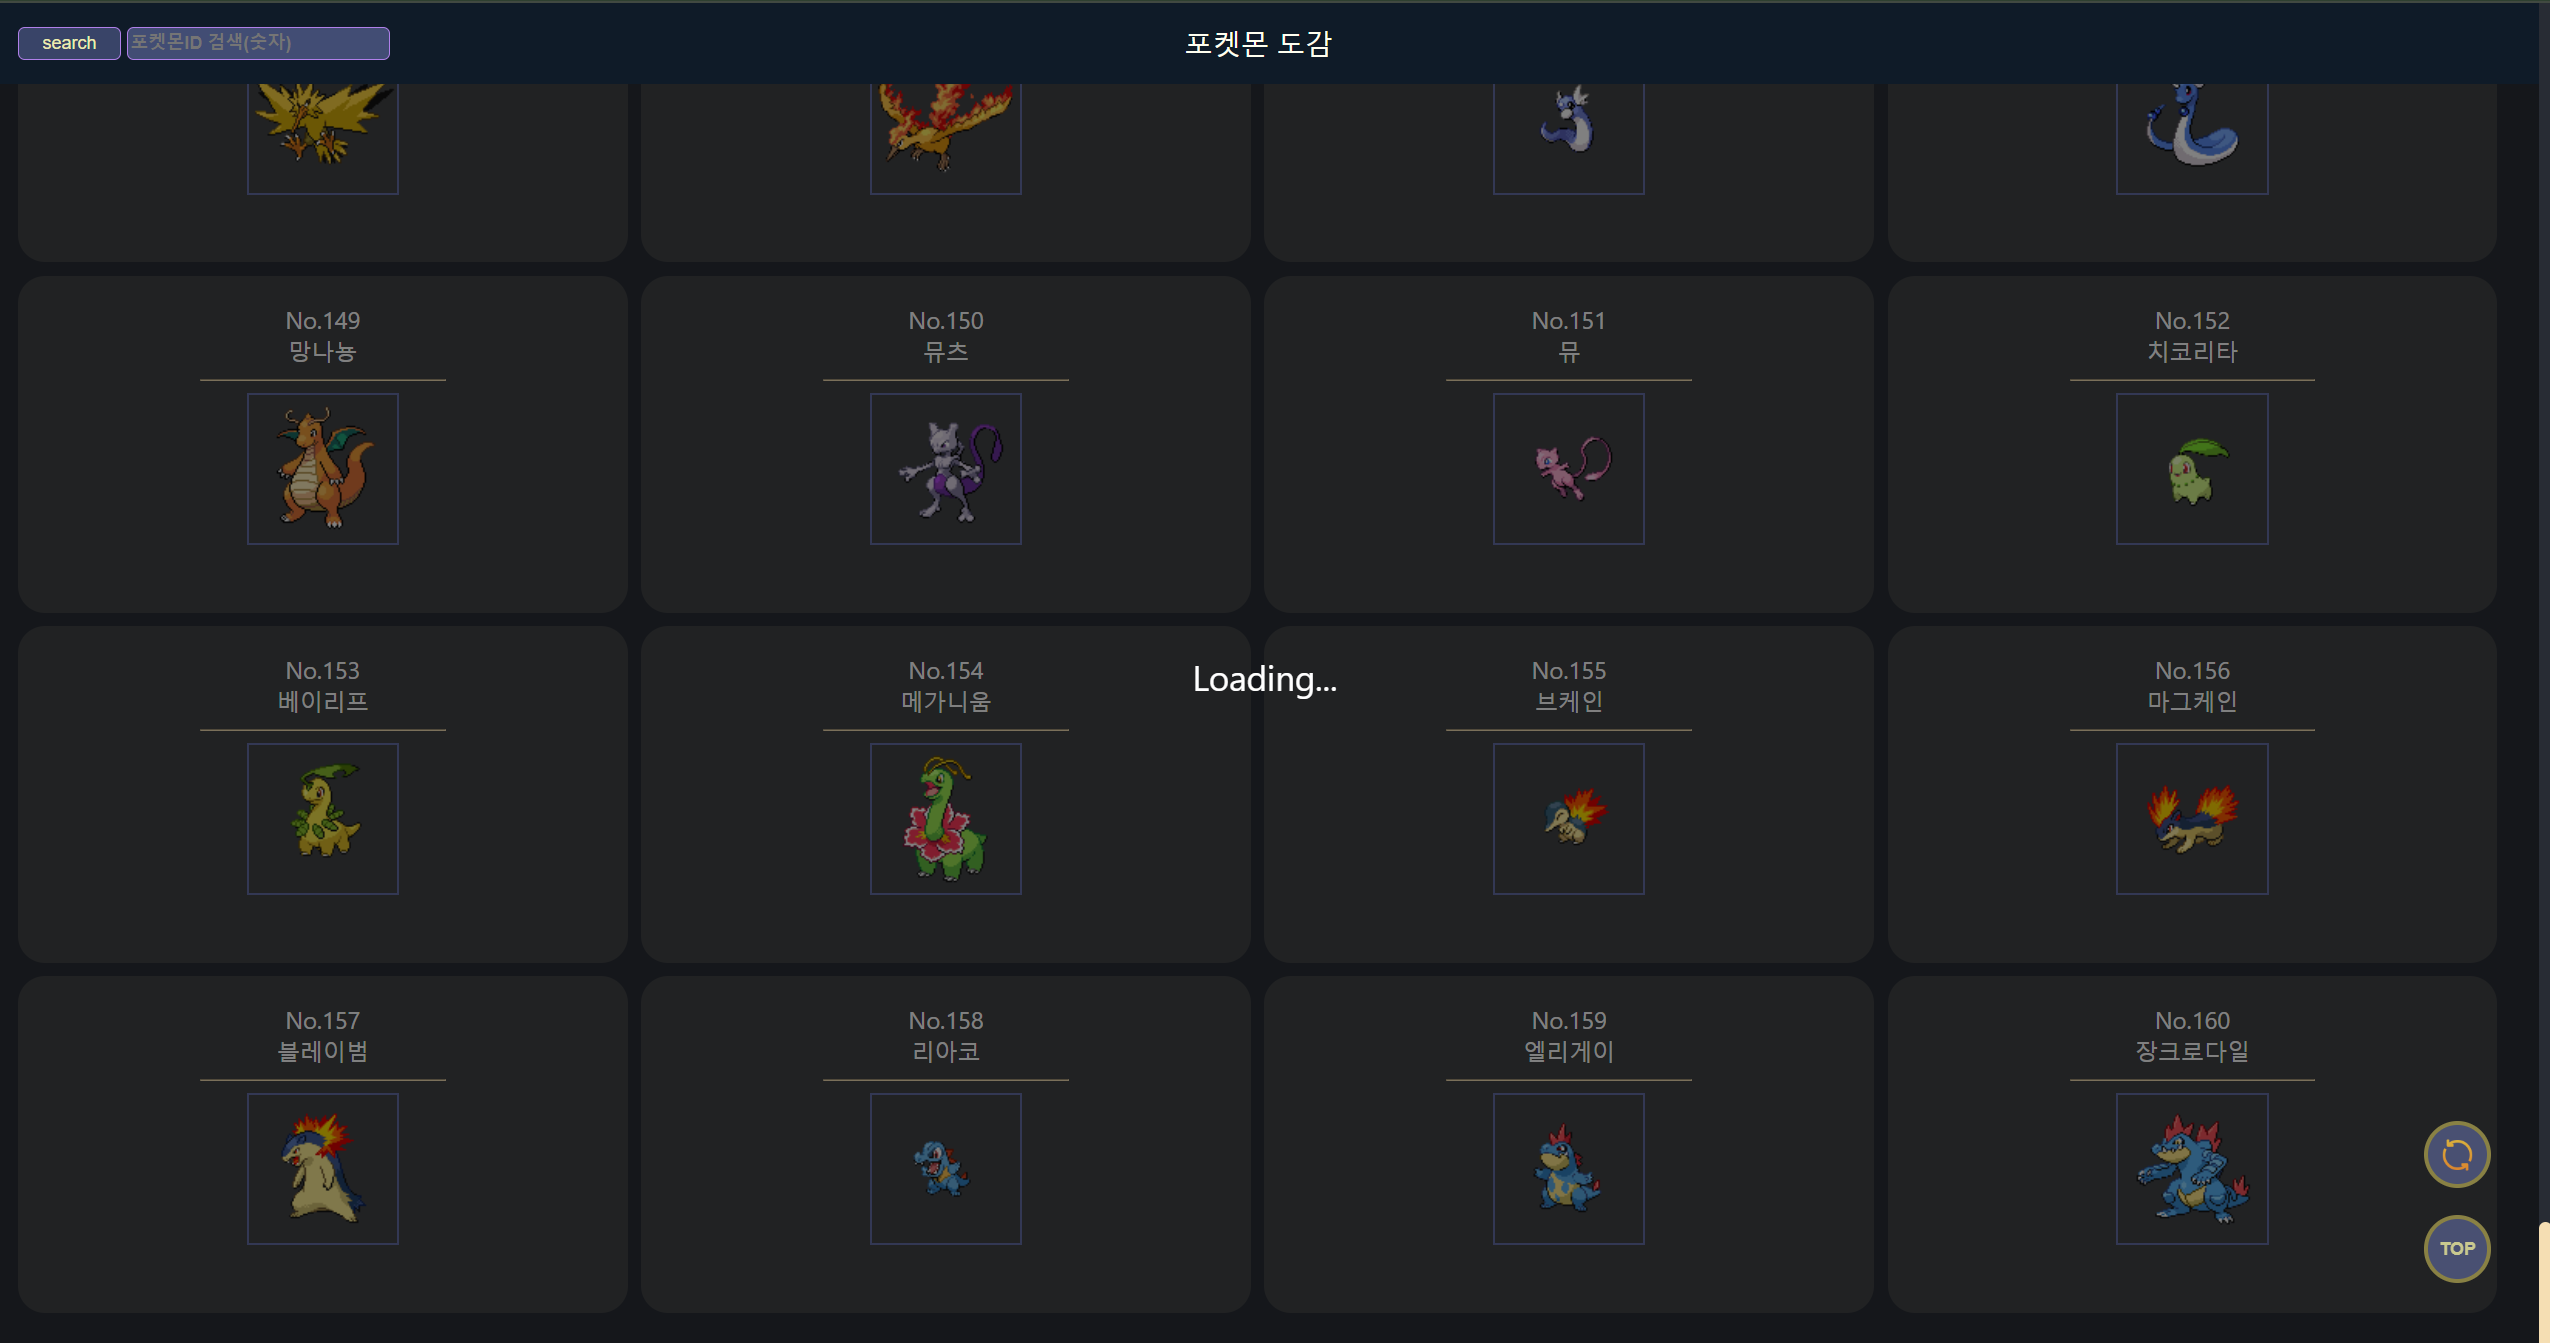 search
포켓몬ID 검색(숫자)
포켓몬 도감
No.149
망나뇽
No.150
뮤츠
No.151
뮤
No.152
치코리타
No.153
베이리프
No.154
메가니움
Loading...
No.155
브케인
No.156
마그케인
No.157
블레이범
No.158
리아코
No.159
엘리게이
No.160
장크로다일
TOP